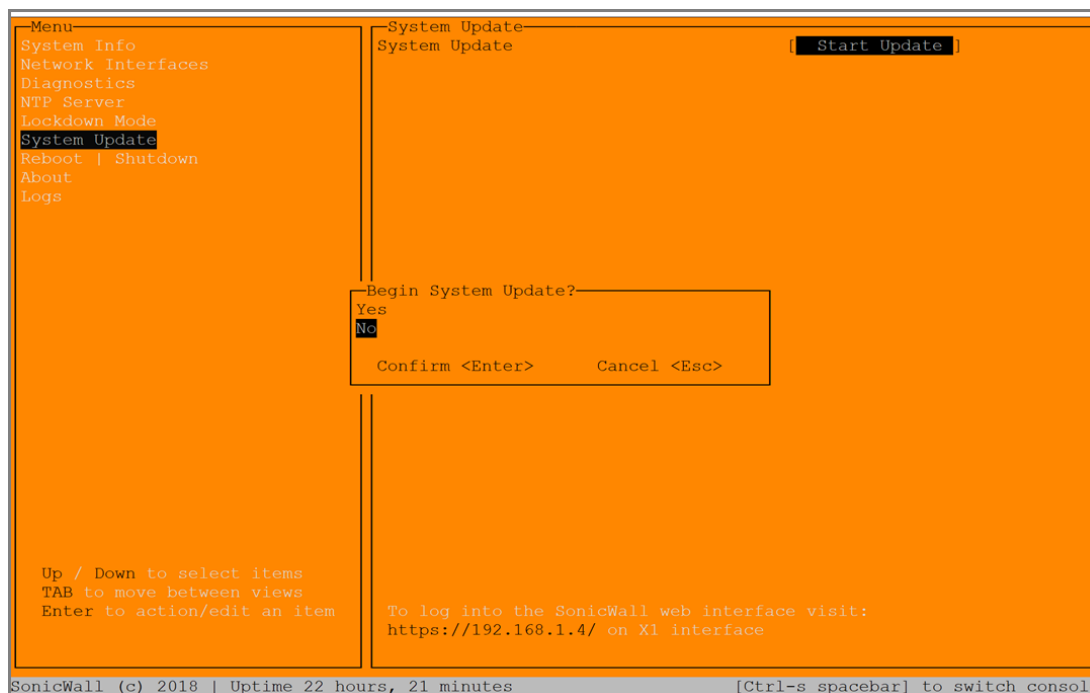 Menu
System Info
Network Interfaces
Diagnostics
NTP Server
Lockdown Mode
System Update
Reboot | Shutdown
About
Logs
System Update
System Update [ Start Update ]
Begin System Update?
Yes
No
Confirm <Enter> Cancel <Esc>
Up / Down to select items
TAB to move between views
Enter to action/edit an item
To log into the SonicWall web interface visit:
https://192.168.1.4/ on X1 interface
SonicWall (c) 2018 | Uptime 22 hours, 21 minutes [Ctrl-s spacebar] to switch consol